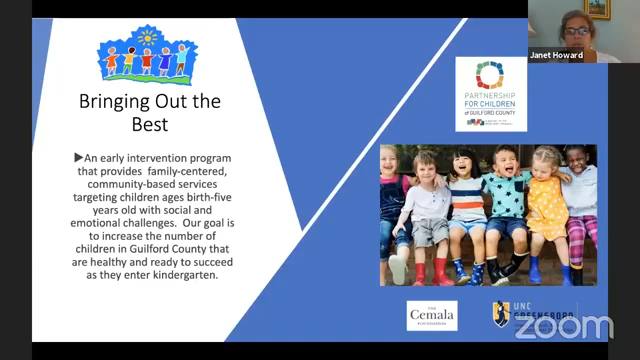 Bringing Out the
Best
An early intervention program
that provides family-centered,
community-based services
targeting children ages birth-five
years old with social and
emotional challenges. Our goal is
to increase the number of
children in Guilford County that
are healthy and ready to succeed
as they enter kindergarten.
Janet Howard
PARTNERSHIP
FOR CHILDREN
of GUILFORD COUNTY
THE
Cemala
FOUNDATION
UNC
GREENSBORO
zoom